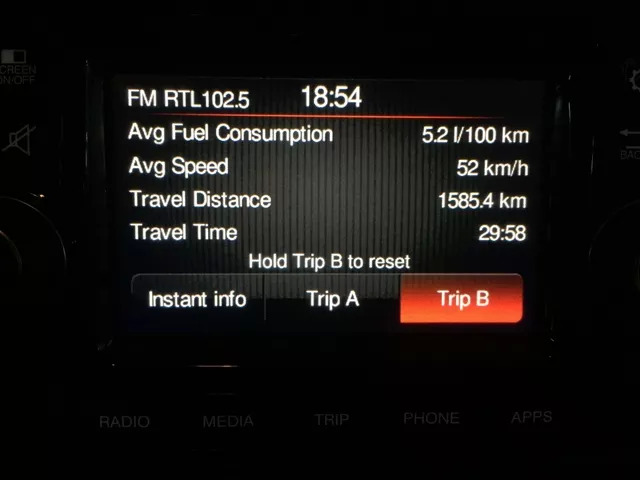 SCREEN
ON·OFF
FM RTL102.5 18:54
Avg Fuel Consumption 5.2 l/100 km
Avg Speed 52 km/h
Travel Distance 1585.4 km
Travel Time 29:58
Hold Trip B to reset
Instant info Trip A Trip B
RADIO MEDIA TRIP PHONE APPS